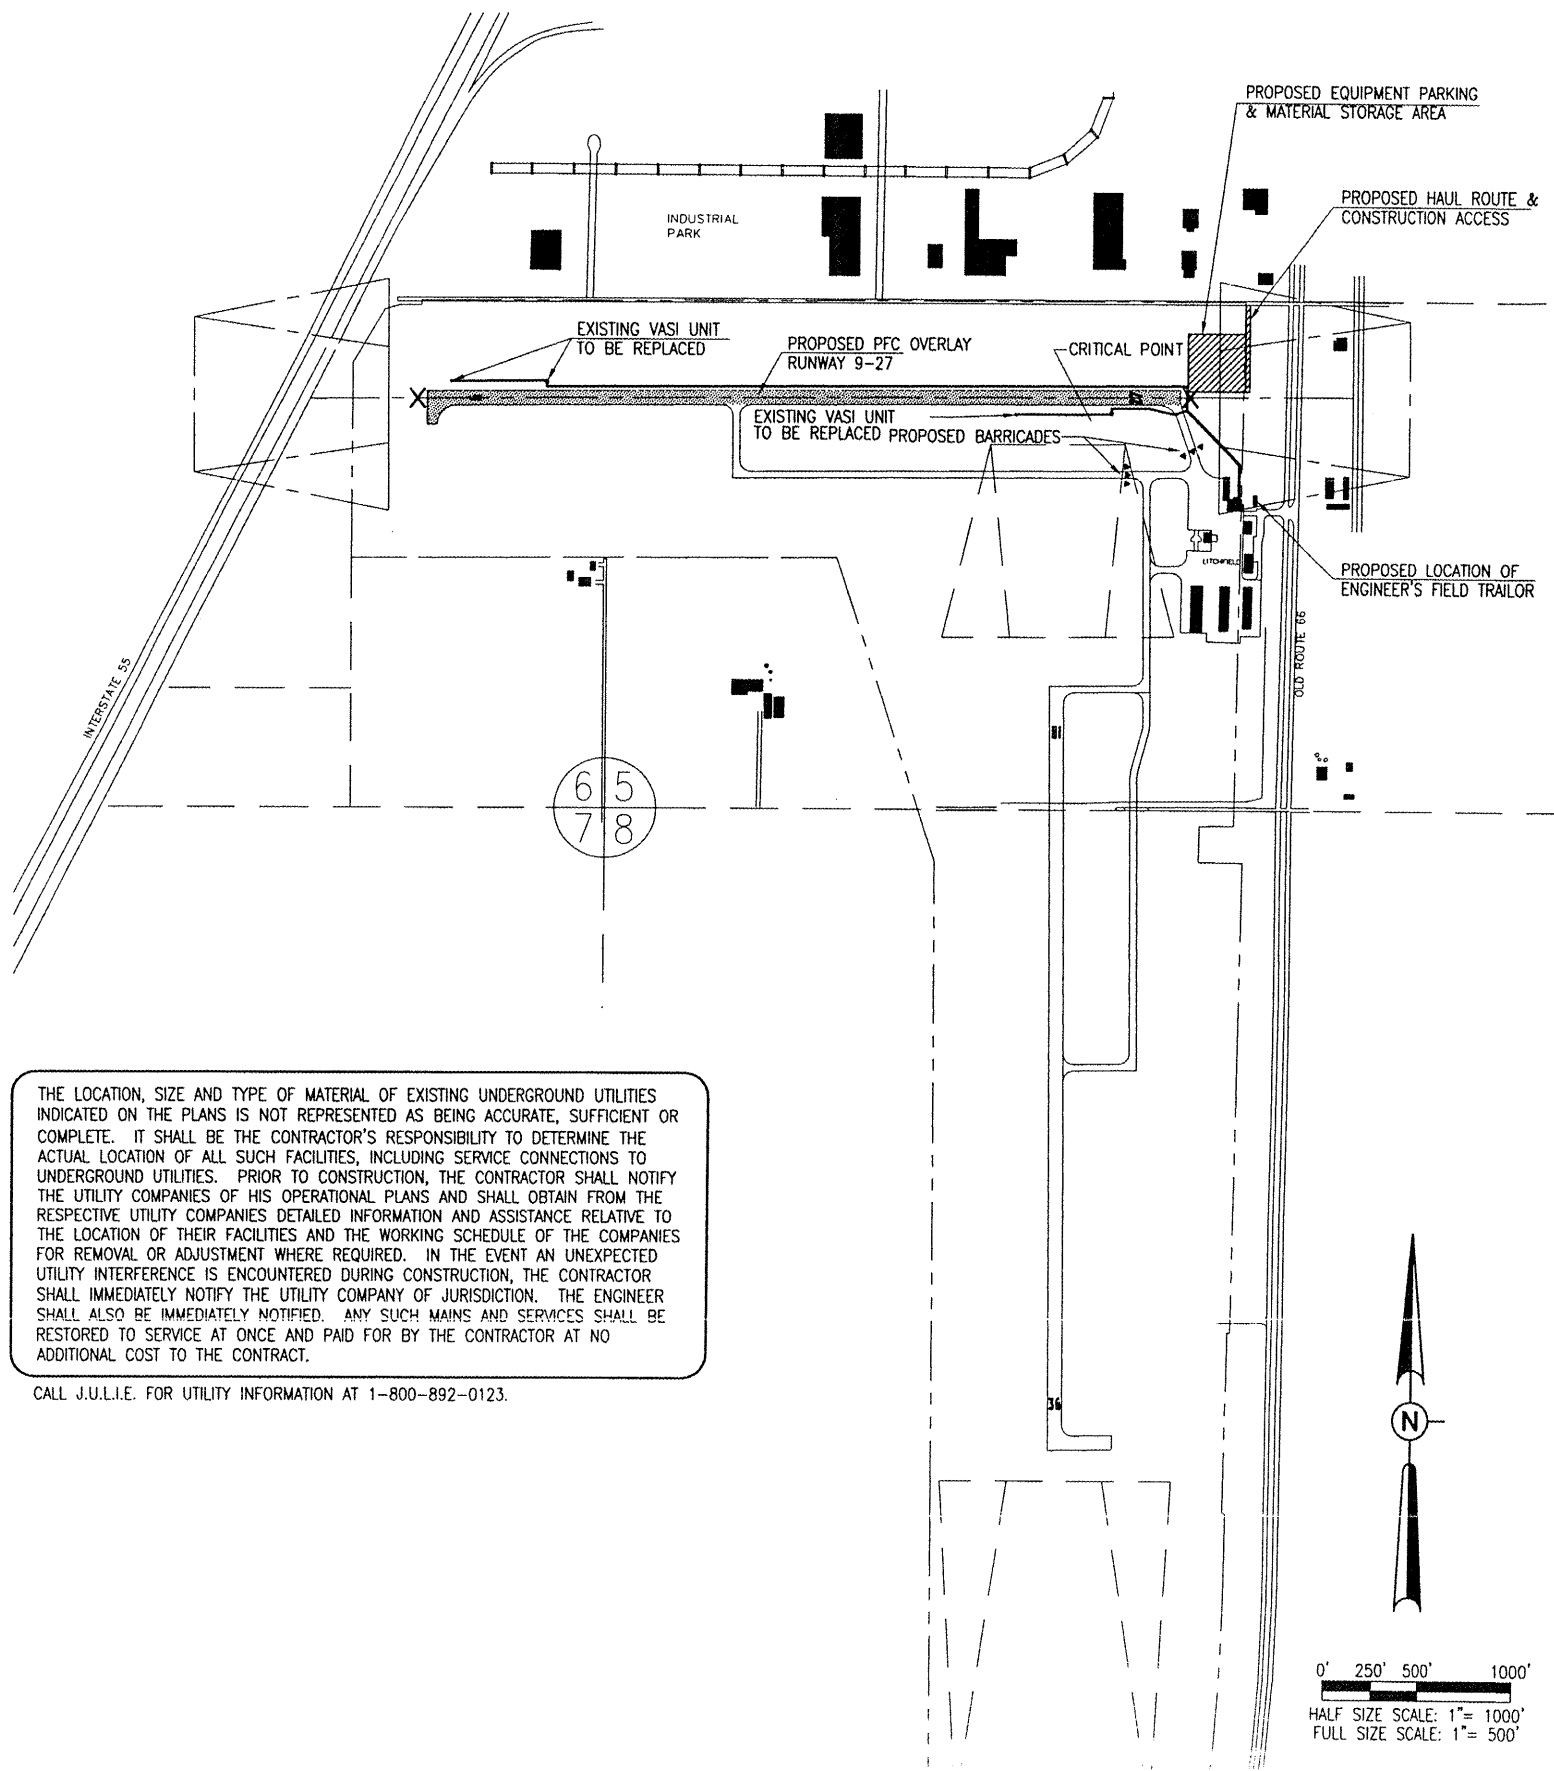 PROPOSED EQUIPMENT PARKING
& MATERIAL STORAGE AREA
PROPOSED HAUL ROUTE &
CONSTRUCTION ACCESS
INDUSTRIAL
PARK
EXISTING VASI UNIT
TO BE REPLACED
PROPOSED PFC OVERLAY
RUNWAY 9-27
CRITICAL POINT
27
EXISTING VASI UNIT
TO BE REPLACED
PROPOSED BARRICADES
LITCHFIELD
PROPOSED LOCATION OF
ENGINEER'S FIELD TRAILOR
OLD ROUTE 66
INTERSTATE 55
6 5
7 8
THE LOCATION, SIZE AND TYPE OF MATERIAL OF EXISTING UNDERGROUND UTILITIES
INDICATED ON THE PLANS IS NOT REPRESENTED AS BEING ACCURATE, SUFFICIENT OR
COMPLETE. IT SHALL BE THE CONTRACTOR'S RESPONSIBILITY TO DETERMINE THE
ACTUAL LOCATION OF ALL SUCH FACILITIES, INCLUDING SERVICE CONNECTIONS TO
UNDERGROUND UTILITIES. PRIOR TO CONSTRUCTION, THE CONTRACTOR SHALL NOTIFY
THE UTILITY COMPANIES OF HIS OPERATIONAL PLANS AND SHALL OBTAIN FROM THE
RESPECTIVE UTILITY COMPANIES DETAILED INFORMATION AND ASSISTANCE RELATIVE TO
THE LOCATION OF THEIR FACILITIES AND THE WORKING SCHEDULE OF THE COMPANIES
FOR REMOVAL OR ADJUSTMENT WHERE REQUIRED. IN THE EVENT AN UNEXPECTED
UTILITY INTERFERENCE IS ENCOUNTERED DURING CONSTRUCTION, THE CONTRACTOR
SHALL IMMEDIATELY NOTIFY THE UTILITY COMPANY OF JURISDICTION. THE ENGINEER
SHALL ALSO BE IMMEDIATELY NOTIFIED. ANY SUCH MAINS AND SERVICES SHALL BE
RESTORED TO SERVICE AT ONCE AND PAID FOR BY THE CONTRACTOR AT NO
ADDITIONAL COST TO THE CONTRACT.
CALL J.U.L.I.E. FOR UTILITY INFORMATION AT 1-800-892-0123.
36
N
0' 250' 500' 1000'
HALF SIZE SCALE: 1"= 1000'
FULL SIZE SCALE: 1"= 500'